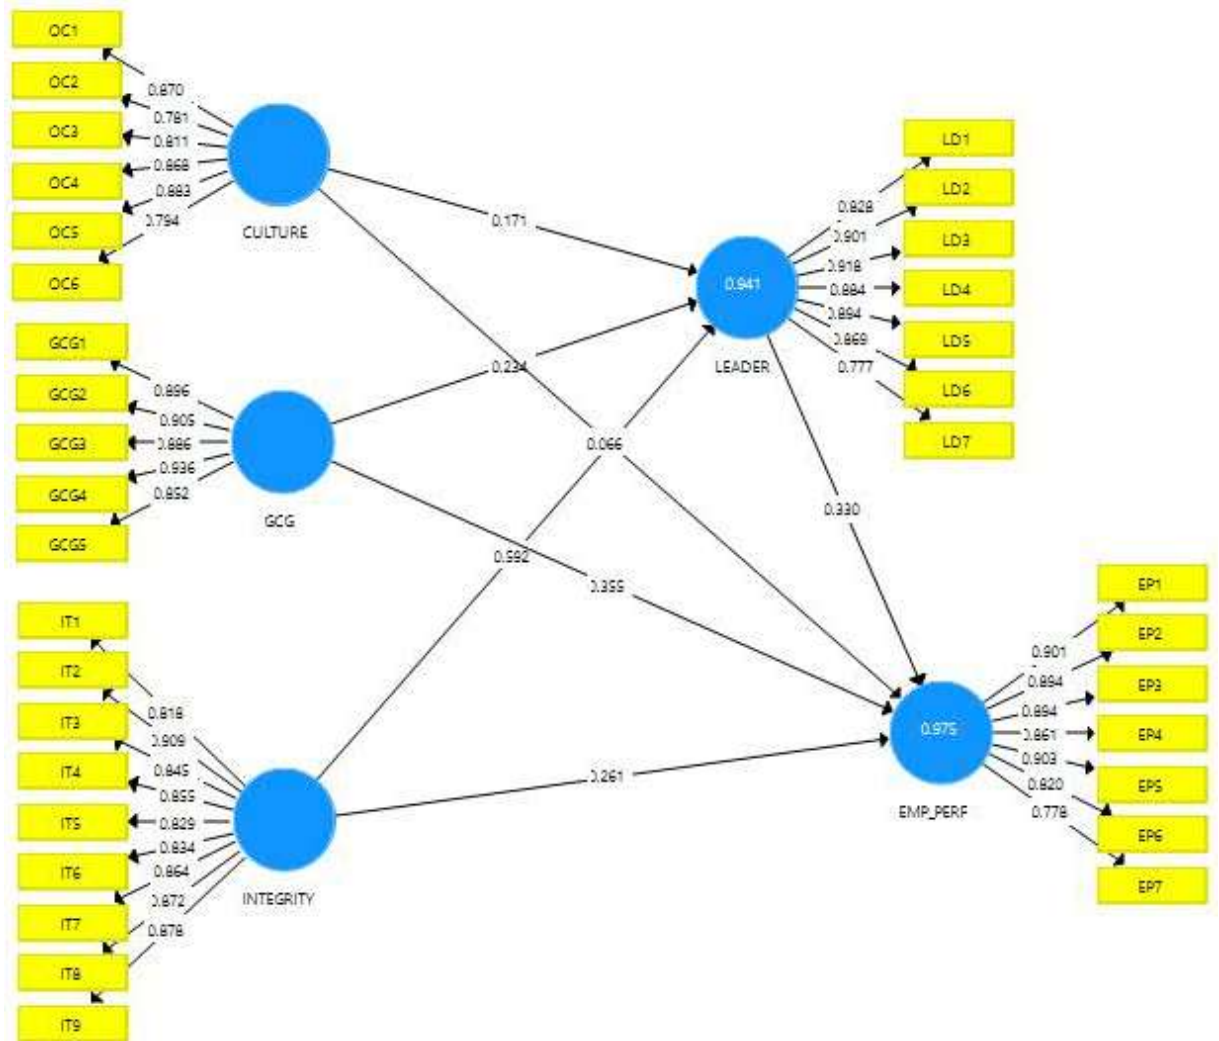 OC1
OC2
OC3
OC4
OC5
OC6
0.870
0.781
0.811
0.868
0.883
0.794
CULTURE
GCG1
GCG2
GCG3
GCG4
GCG5
0.896
0.905
0.886
0.936
0.852
GCG
IT1
IT2
IT3
IT4
IT5
IT6
IT7
IT8
IT9
0.818
0.909
0.845
0.855
0.829
0.834
0.864
0.872
0.878
INTEGRITY
0.171
0.234
0.066
0.592
0.355
0.330
0.261
0.941
LEADER
0.828
0.901
0.918
0.884
0.894
0.869
0.777
LD1
LD2
LD3
LD4
LD5
LD6
LD7
0.975
EMP_PERF
0.901
0.894
0.894
0.861
0.903
0.820
0.778
EP1
EP2
EP3
EP4
EP5
EP6
EP7